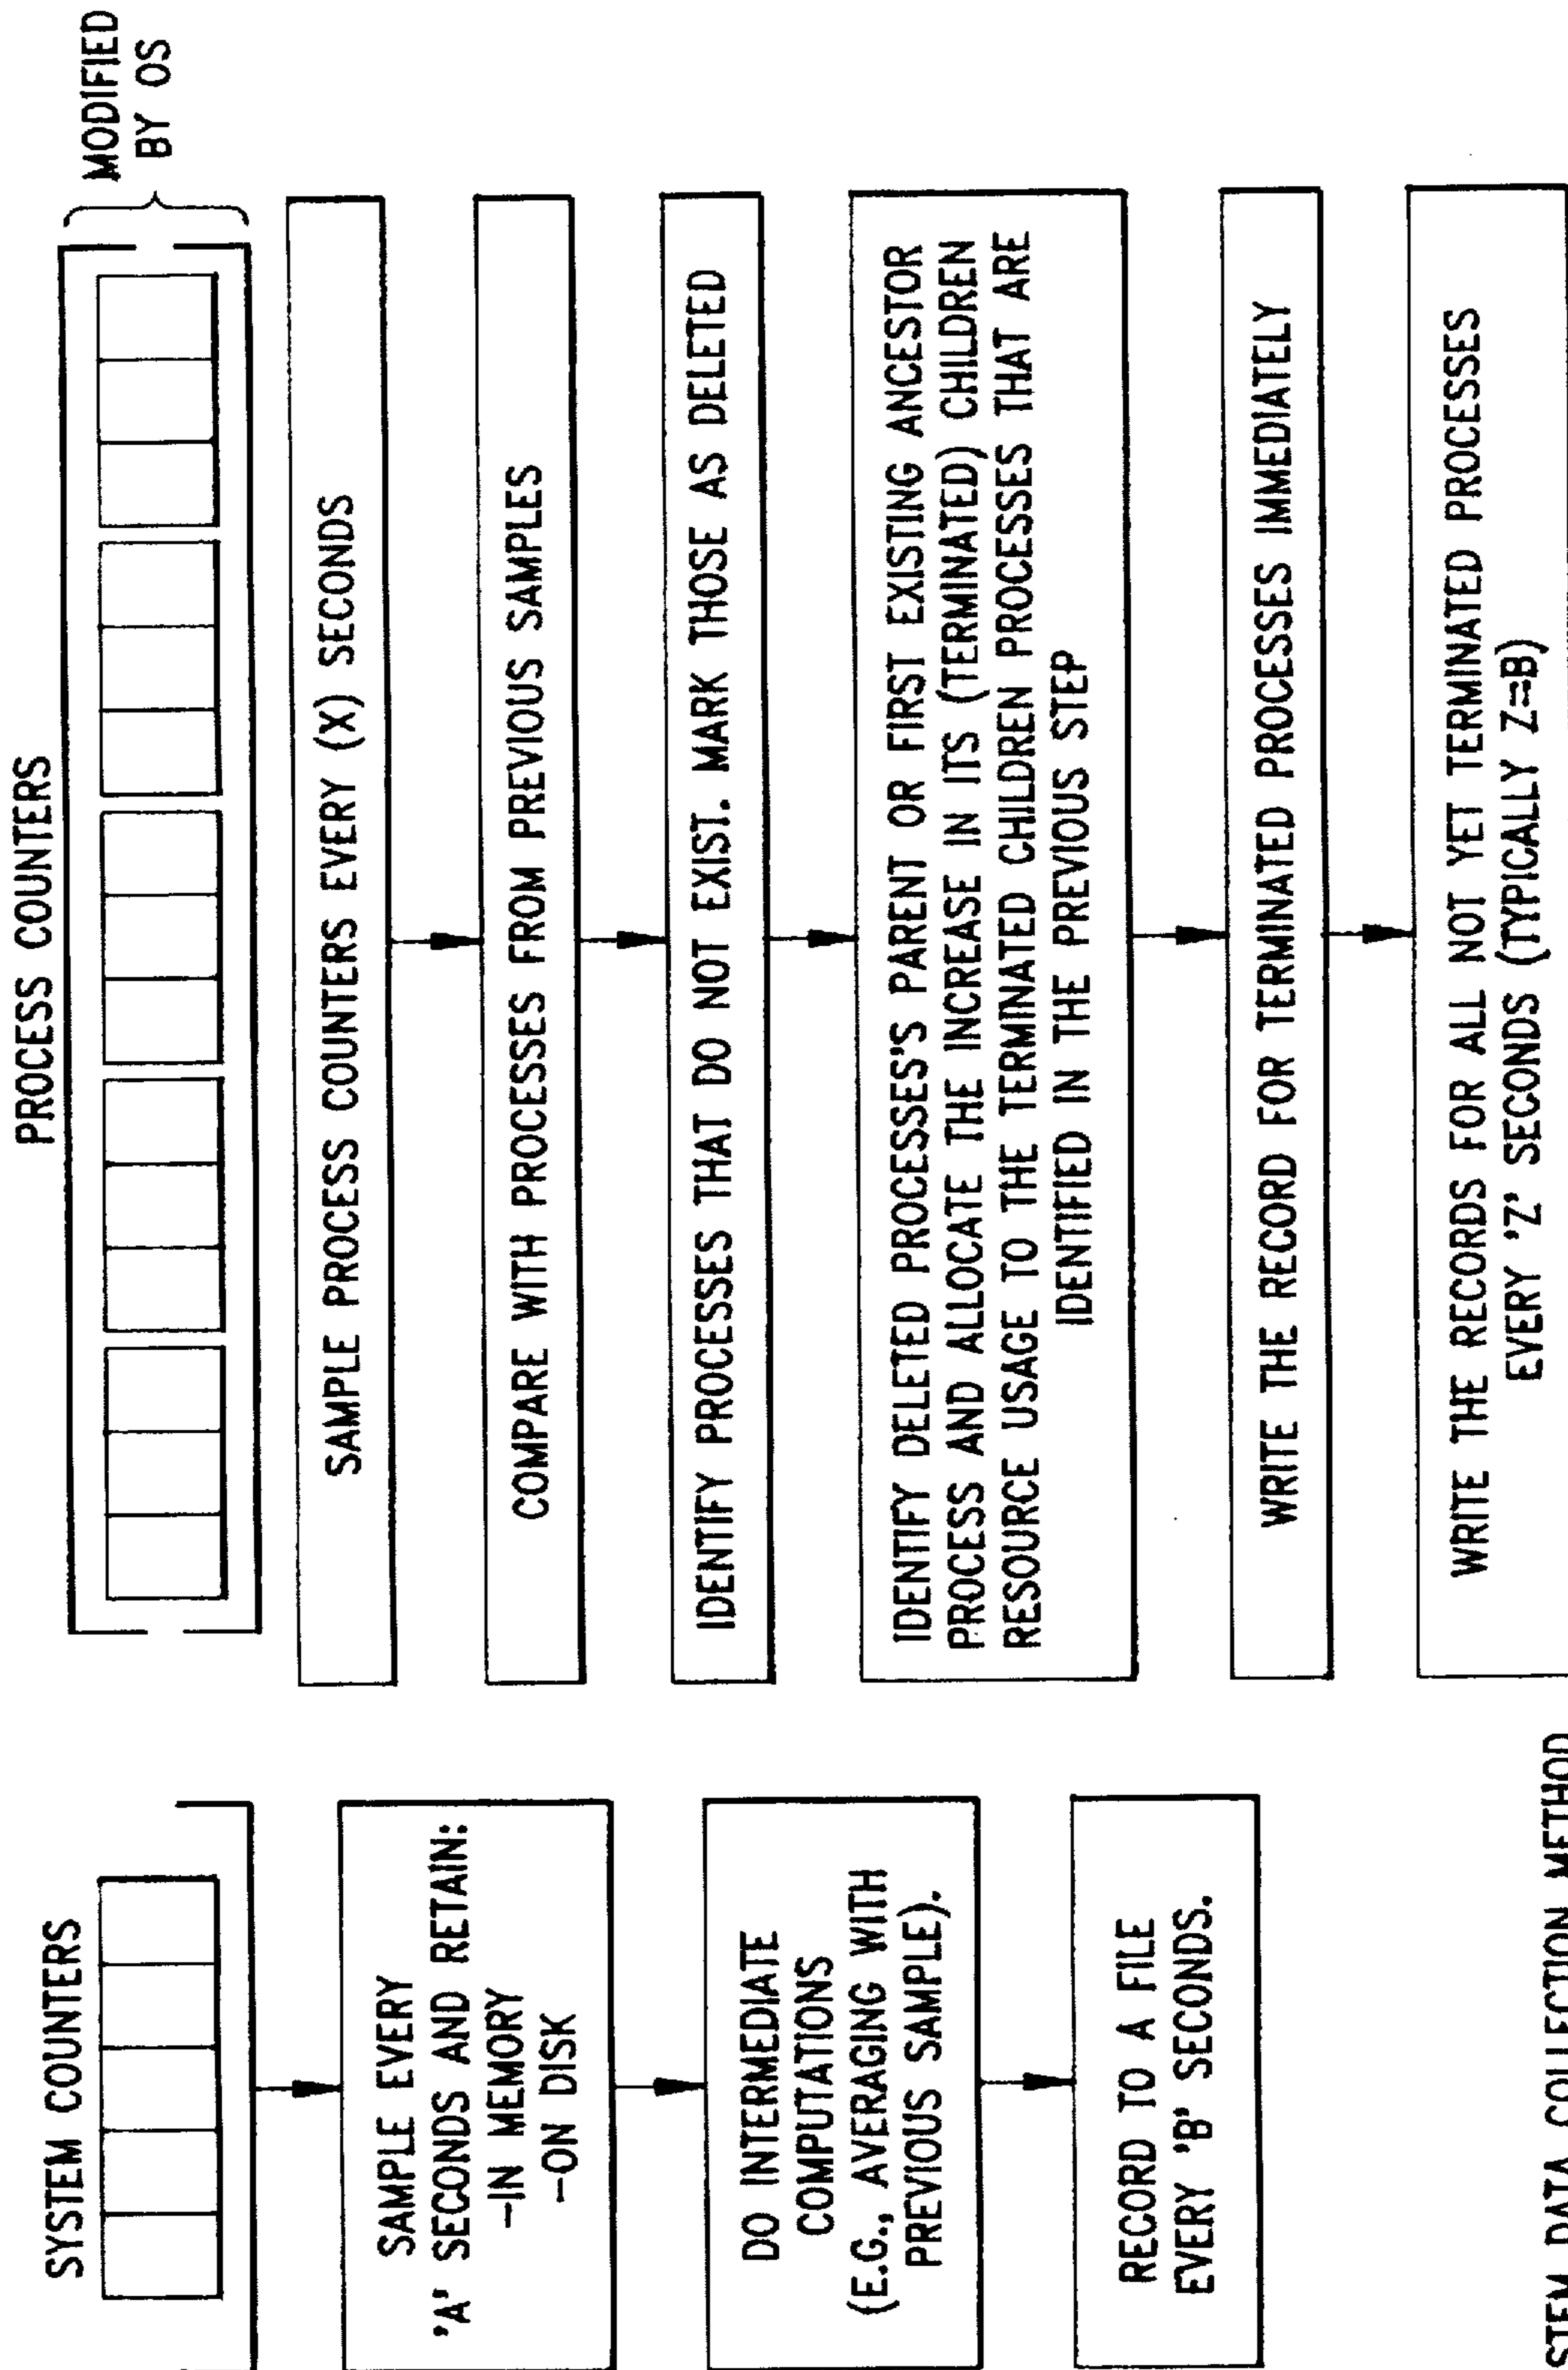 SYSTEM COUNTERS
SAMPLE EVERY
'A' SECONDS AND RETAIN:
-IN MEMORY
-ON DISK
DO INTERMEDIATE
COMPUTATIONS
(E.G., AVERAGING WITH
PREVIOUS SAMPLE).
RECORD TO A FILE
EVERY 'B' SECONDS.
DATA COLLECTION METHOD
PROCESS COUNTERS
MODIFIED
BY OS
SAMPLE PROCESS COUNTERS EVERY (X) SECONDS
COMPARE WITH PROCESSES FROM PREVIOUS SAMPLES
IDENTIFY PROCESSES THAT DO NOT EXIST. MARK THOSE AS DELETED
IDENTIFY DELETED PROCESSES'S PARENT OR FIRST EXISTING ANCESTOR
PROCESS AND ALLOCATE THE INCREASE IN ITS (TERMINATED) CHILDREN
RESOURCE USAGE TO THE TERMINATED CHILDREN PROCESSES THAT ARE
IDENTIFIED IN THE PREVIOUS STEP
WRITE THE RECORD FOR TERMINATED PROCESSES IMMEDIATELY
WRITE THE RECORDS FOR ALL NOT YET TERMINATED PROCESSES
EVERY 'Z' SECONDS (TYPICALLY Z=B)